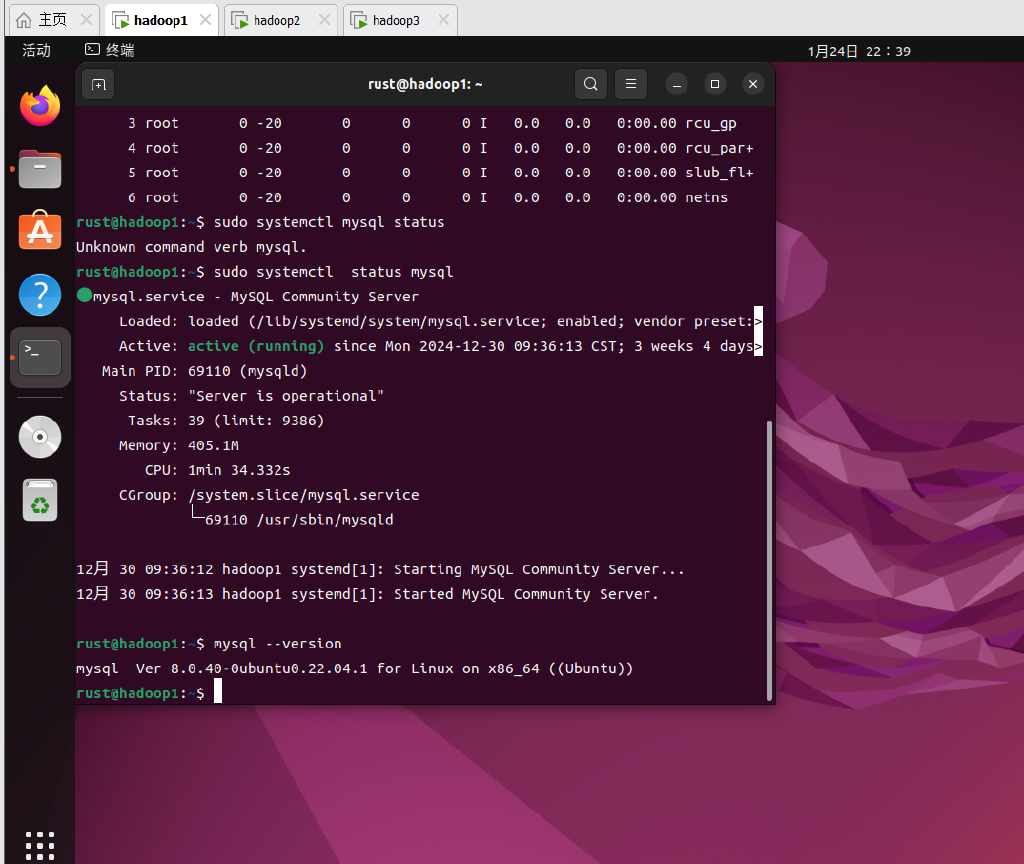 主页 hadoop1 hadoop2 hadoop3
活动 终端 1月24日 22：39
rust@hadoop1: ~
3 root 0 -20 0 0 0 I 0.0 0.0 0:00.00 rcu_gp
4 root 0 -20 0 0 0 I 0.0 0.0 0:00.00 rcu_par+
5 root 0 -20 0 0 0 I 0.0 0.0 0:00.00 slub_fl+
6 root 0 -20 0 0 0 I 0.0 0.0 0:00.00 netns
rust@hadoop1:~$ sudo systemctl mysql status
Unknown command verb mysql.
rust@hadoop1:~$ sudo systemctl  status mysql
●mysql.service - MySQL Community Server
Loaded: loaded (/lib/systemd/system/mysql.service; enabled; vendor preset:>
Active: active (running) since Mon 2024-12-30 09:36:13 CST; 3 weeks 4 days>
Main PID: 69110 (mysqld)
Status: "Server is operational"
Tasks: 39 (limit: 9386)
Memory: 405.1M
CPU: 1min 34.332s
CGroup: /system.slice/mysql.service
└─69110 /usr/sbin/mysqld
12月 30 09:36:12 hadoop1 systemd[1]: Starting MySQL Community Server...
12月 30 09:36:13 hadoop1 systemd[1]: Started MySQL Community Server.
rust@hadoop1:~$ mysql --version
mysql  Ver 8.0.40-0ubuntu0.22.04.1 for Linux on x86_64 ((Ubuntu))
rust@hadoop1:~$